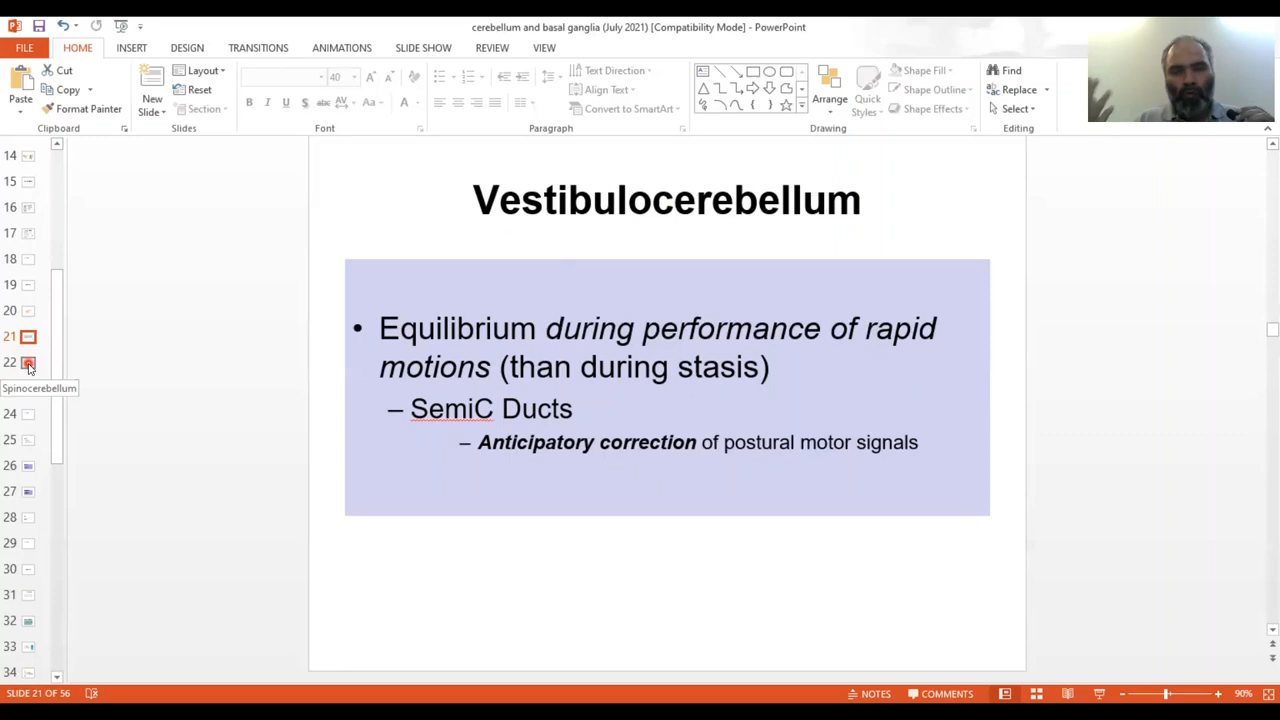 cerebellum and basal ganglia (July 2021) [Compatibility Mode] - PowerPoint
FILE HOME INSERT DESIGN TRANSITIONS ANIMATIONS SLIDE SHOW REVIEW VIEW
Paste
Cut
Copy
Format Painter
Clipboard
New
Slide
Layout
Reset
Section
Slides
40
B I U S abc AV Aa A
Font
Text Direction
Align Text
Convert to SmartArt
Paragraph
Arrange
Quick
Styles
Shape Fill
Shape Outline
Shape Effects
Drawing
Find
Replace
Select
Editing
14
15
16
17
18
19
20
21
22
Spinocerebellum
24
25
26
27
28
29
30
31
32
33
34
Vestibulocerebellum
• Equilibrium during performance of rapid
motions (than during stasis)
– SemiC Ducts
– Anticipatory correction of postural motor signals
SLIDE 21 OF 56
NOTES
COMMENTS
90%